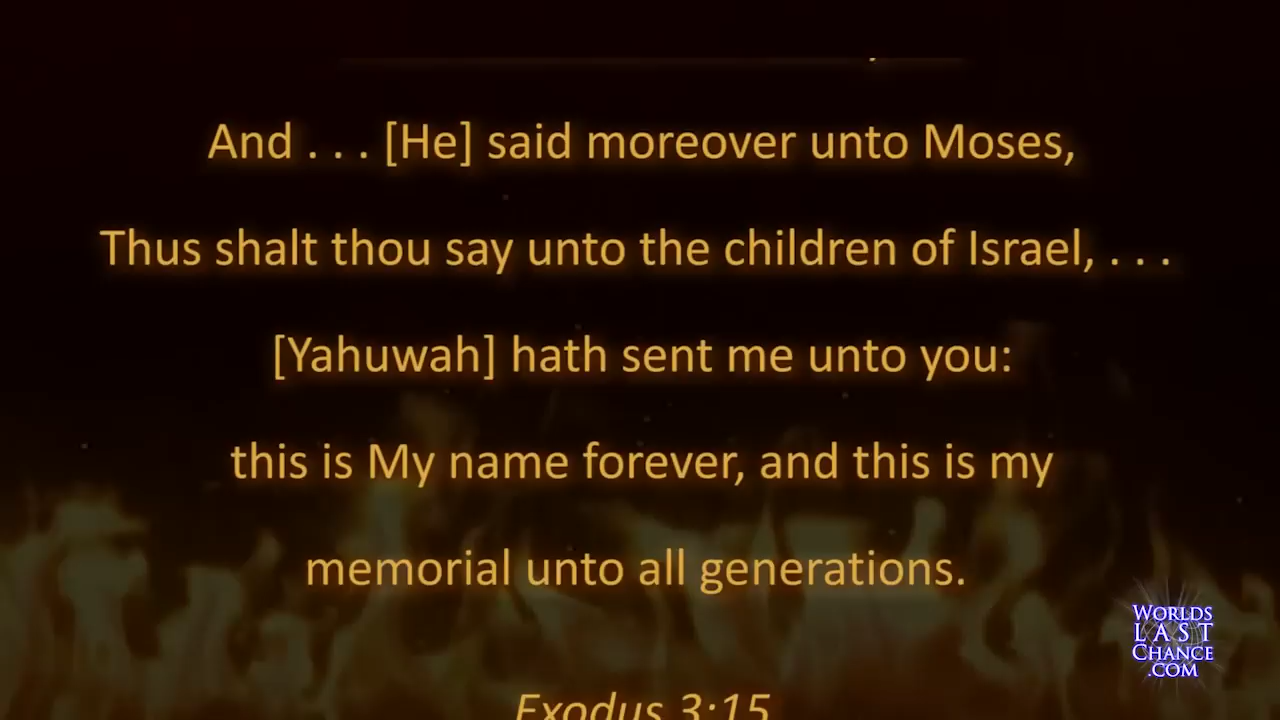 And . . . [He] said moreover unto Moses,
Thus shalt thou say unto the children of Israel, . . .
[Yahuwah] hath sent me unto you:
this is My name forever, and this is my
memorial unto all generations.
Exodus 3:15
WORLDS
LAST
CHANCE
.COM